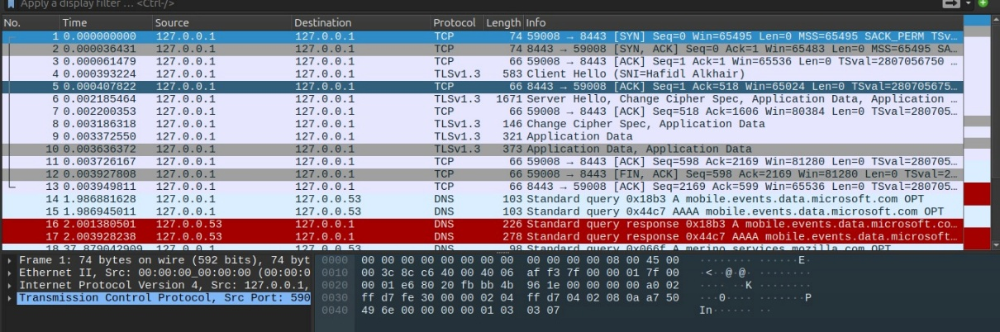 Apply a display filter … <Ctrl-/>
No. Time Source Destination Protocol Length Info
1 0.000000000 127.0.0.1 127.0.0.1 TCP 74 59008 → 8443 [SYN] Seq=0 Win=65495 Len=0 MSS=65495 SACK_PERM TSv…
2 0.000036431 127.0.0.1 127.0.0.1 TCP 74 8443 → 59008 [SYN, ACK] Seq=0 Ack=1 Win=65483 Len=0 MSS=65495 SA…
3 0.000061479 127.0.0.1 127.0.0.1 TCP 66 59008 → 8443 [ACK] Seq=1 Ack=1 Win=65536 Len=0 TSval=2807056750 …
4 0.000393224 127.0.0.1 127.0.0.1 TLSv1.3 583 Client Hello (SNI=Hafidl Alkhair)
5 0.000407822 127.0.0.1 127.0.0.1 TCP 66 8443 → 59008 [ACK] Seq=1 Ack=518 Win=65024 Len=0 TSval=280705675…
6 0.002185464 127.0.0.1 127.0.0.1 TLSv1.3 1671 Server Hello, Change Cipher Spec, Application Data, Application …
7 0.002200353 127.0.0.1 127.0.0.1 TCP 66 59008 → 8443 [ACK] Seq=518 Ack=1606 Win=80384 Len=0 TSval=280705…
8 0.003186318 127.0.0.1 127.0.0.1 TLSv1.3 146 Change Cipher Spec, Application Data
9 0.003372550 127.0.0.1 127.0.0.1 TLSv1.3 321 Application Data
10 0.003636372 127.0.0.1 127.0.0.1 TLSv1.3 373 Application Data, Application Data
11 0.003726167 127.0.0.1 127.0.0.1 TCP 66 59008 → 8443 [ACK] Seq=598 Ack=2169 Win=81280 Len=0 TSval=280705…
12 0.003927808 127.0.0.1 127.0.0.1 TCP 66 59008 → 8443 [FIN, ACK] Seq=598 Ack=2169 Win=81280 Len=0 TSval=2…
13 0.003949811 127.0.0.1 127.0.0.1 TCP 66 8443 → 59008 [ACK] Seq=2169 Ack=599 Win=65536 Len=0 TSval=280705…
14 1.986881628 127.0.0.1 127.0.0.53 DNS 103 Standard query 0x18b3 A mobile.events.data.microsoft.com OPT
15 1.986945011 127.0.0.1 127.0.0.53 DNS 103 Standard query 0x44c7 AAAA mobile.events.data.microsoft.com OPT
16 2.001380501 127.0.0.53 127.0.0.1 DNS 226 Standard query response 0x18b3 A mobile.events.data.microsoft.co…
17 2.003928238 127.0.0.53 127.0.0.1 DNS 278 Standard query response 0x44c7 AAAA mobile.events.data.microsoft…
18 37.879042909 127.0.0.1 127.0.0.53 DNS 98 Standard query 0x066f A merino.services.mozilla.com OPT
Frame 1: 74 bytes on wire (592 bits), 74 byt
Ethernet II, Src: 00:00:00_00:00:00 (00:00:0
Internet Protocol Version 4, Src: 127.0.0.1,
Transmission Control Protocol, Src Port: 590
0000 00 00 00 00 00 00 00 00 00 00 00 00 08 00 45 00 ········ ······E·
0010 00 3c 8c c6 40 00 40 06 af f3 7f 00 00 01 7f 00 ·<··@·@· ········
0020 00 01 e6 80 20 fb bb 4b 96 1e 00 00 00 00 a0 02 ···· ··K ········
0030 ff d7 fe 30 00 00 02 04 ff d7 04 02 08 0a a7 50 ···0···· ·······P
0040 49 6e 00 00 00 00 01 03 03 07 In······ ··